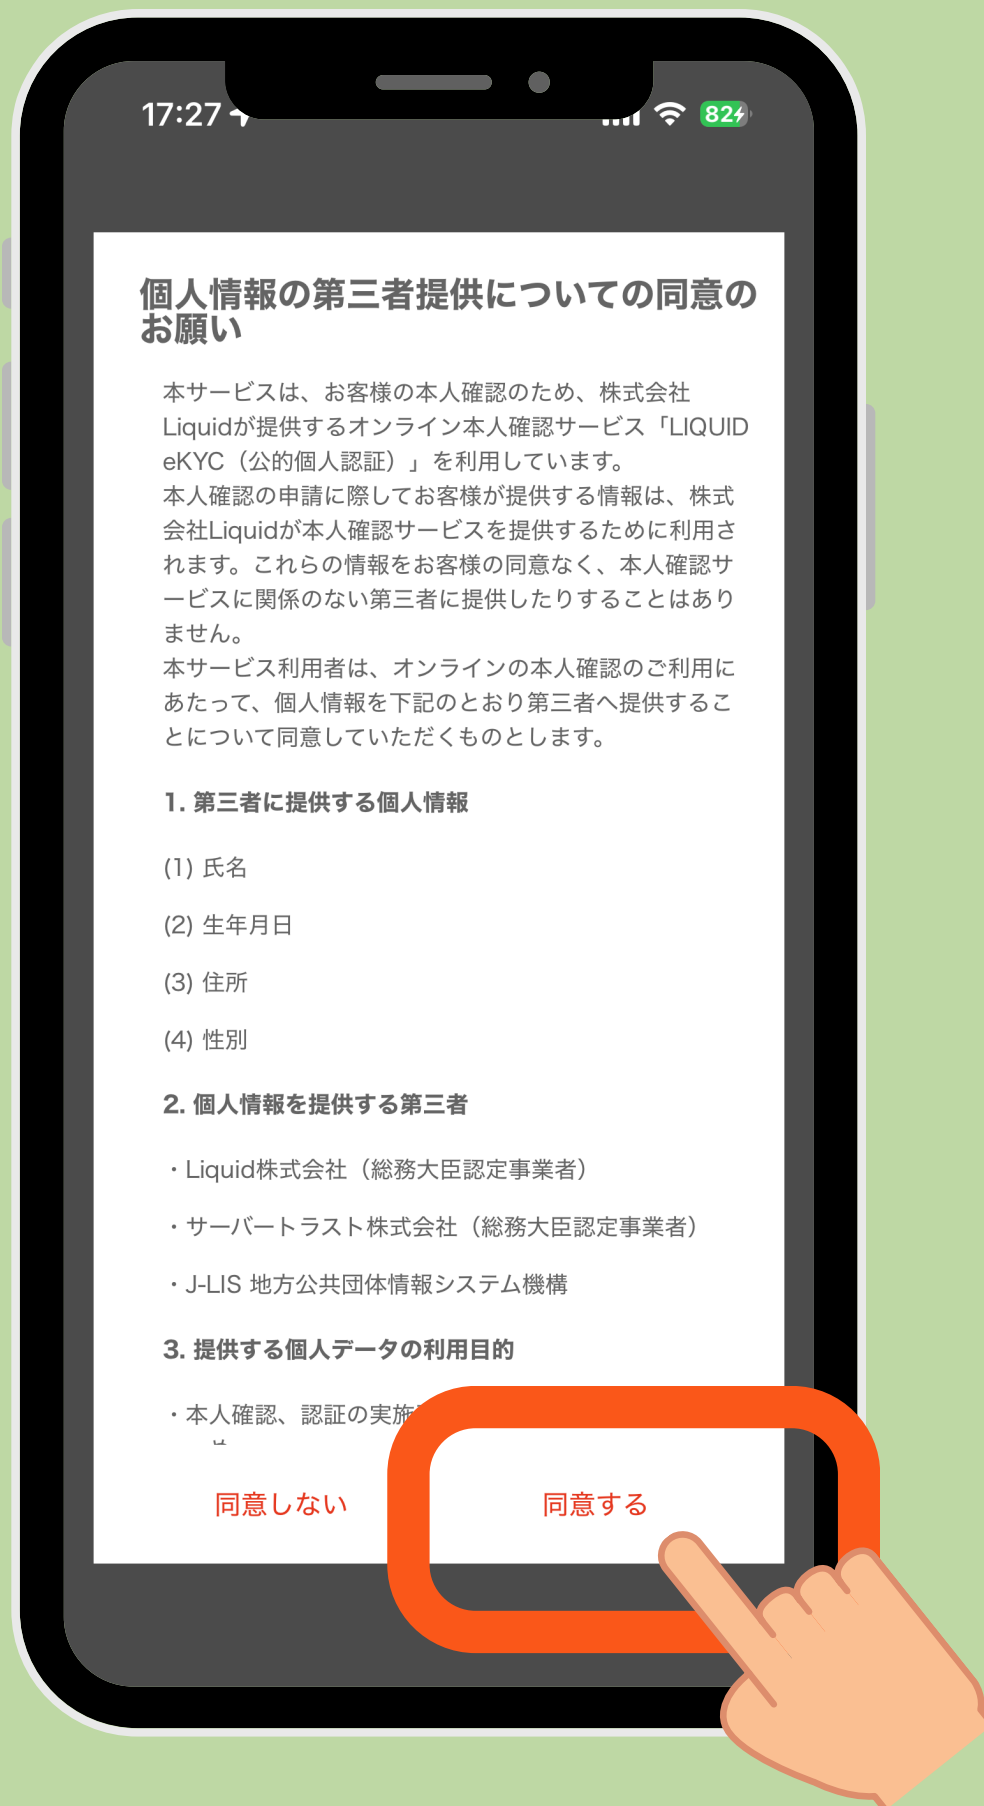 17:27
82
個人情報の第三者提供についての同意の
お願い
本サービスは、お客様の本人確認のため、株式会社
Liquidが提供するオンライン本人確認サービス「LIQUID
eKYC（公的個人認証）」を利用しています。
本人確認の申請に際してお客様が提供する情報は、株式
会社Liquidが本人確認サービスを提供するために利用さ
れます。これらの情報をお客様の同意なく、本人確認サ
ービスに関係のない第三者に提供したりすることはあり
ません。
本サービス利用者は、オンラインの本人確認のご利用に
あたって、個人情報を下記のとおり第三者へ提供するこ
とについて同意していただくものとします。
1. 第三者に提供する個人情報
(1) 氏名
(2) 生年月日
(3) 住所
(4) 性別
2. 個人情報を提供する第三者
・Liquid株式会社（総務大臣認定事業者）
・サーバートラスト株式会社（総務大臣認定事業者）
・J-LIS 地方公共団体情報システム機構
3. 提供する個人データの利用目的
・本人確認、認証の実施
同意しない
同意する